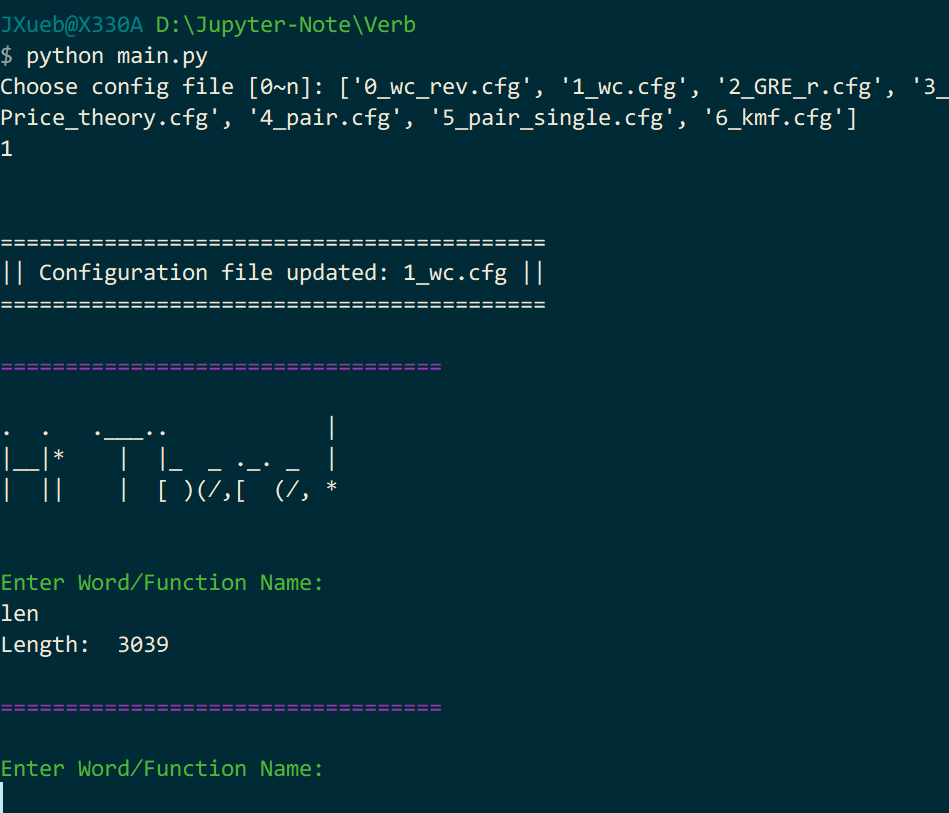 JXueb@X330A D:\Jupyter-Note\Verb
$ python main.py
Choose config file [0~n]: ['0_wc_rev.cfg', '1_wc.cfg', '2_GRE_r.cfg', '3_
Price_theory.cfg', '4_pair.cfg', '5_pair_single.cfg', '6_kmf.cfg']
1
==========================================
|| Configuration file updated: 1_wc.cfg ||
==========================================
==================================
.  .   .___..            |
|__|*    |  |_  _ ._. _  |
|  ||    |  [ )(/,[  (/, *
Enter Word/Function Name:
len
Length:  3039
==================================
Enter Word/Function Name: